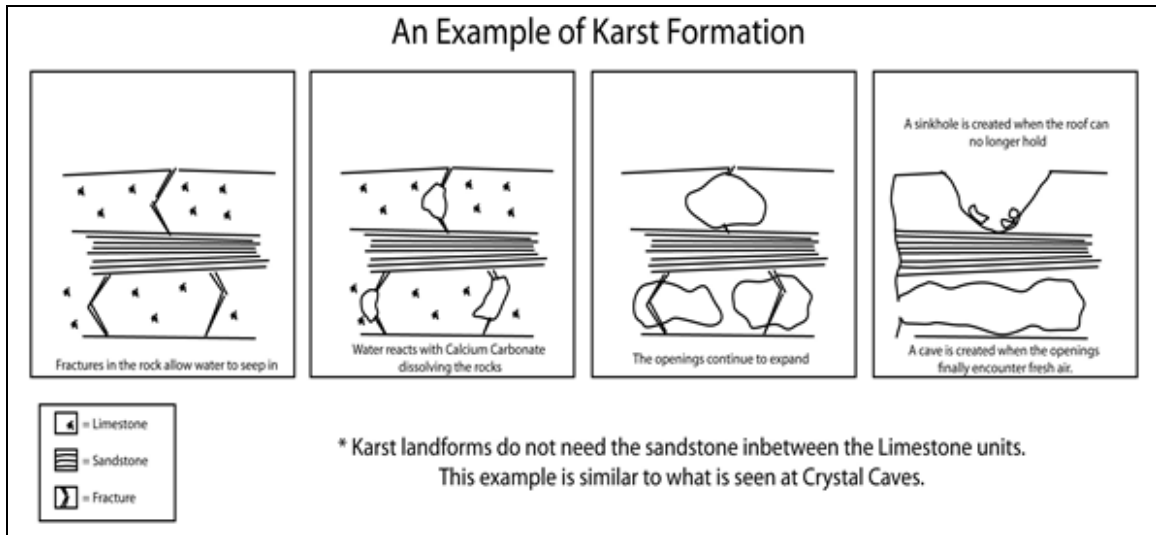 An Example of Karst Formation
Fractures in the rock allow water to seep in
Water reacts with Calcium Carbonate
dissolving the rocks
The openings continue to expand
A sinkhole is created when the roof can
no longer hold
A cave is created when the openings
finally encounter fresh air.
= Limestone
= Sandstone
= Fracture
* Karst landforms do not need the sandstone inbetween the Limestone units.
This example is similar to what is seen at Crystal Caves.